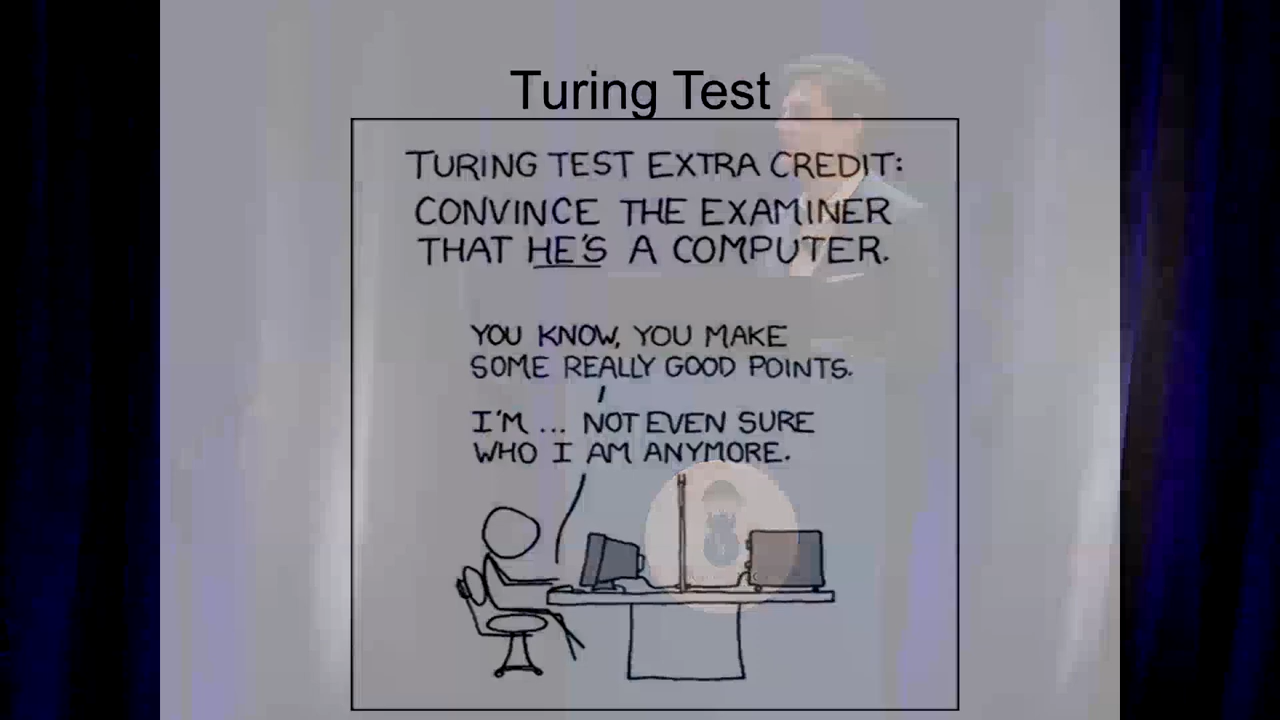 Turing Test
TURING TEST EXTRA CREDIT:
CONVINCE THE EXAMINER
THAT HE'S A COMPUTER.
YOU KNOW, YOU MAKE
SOME REALLY GOOD POINTS.
I'M ... NOT EVEN SURE
WHO I AM ANYMORE.